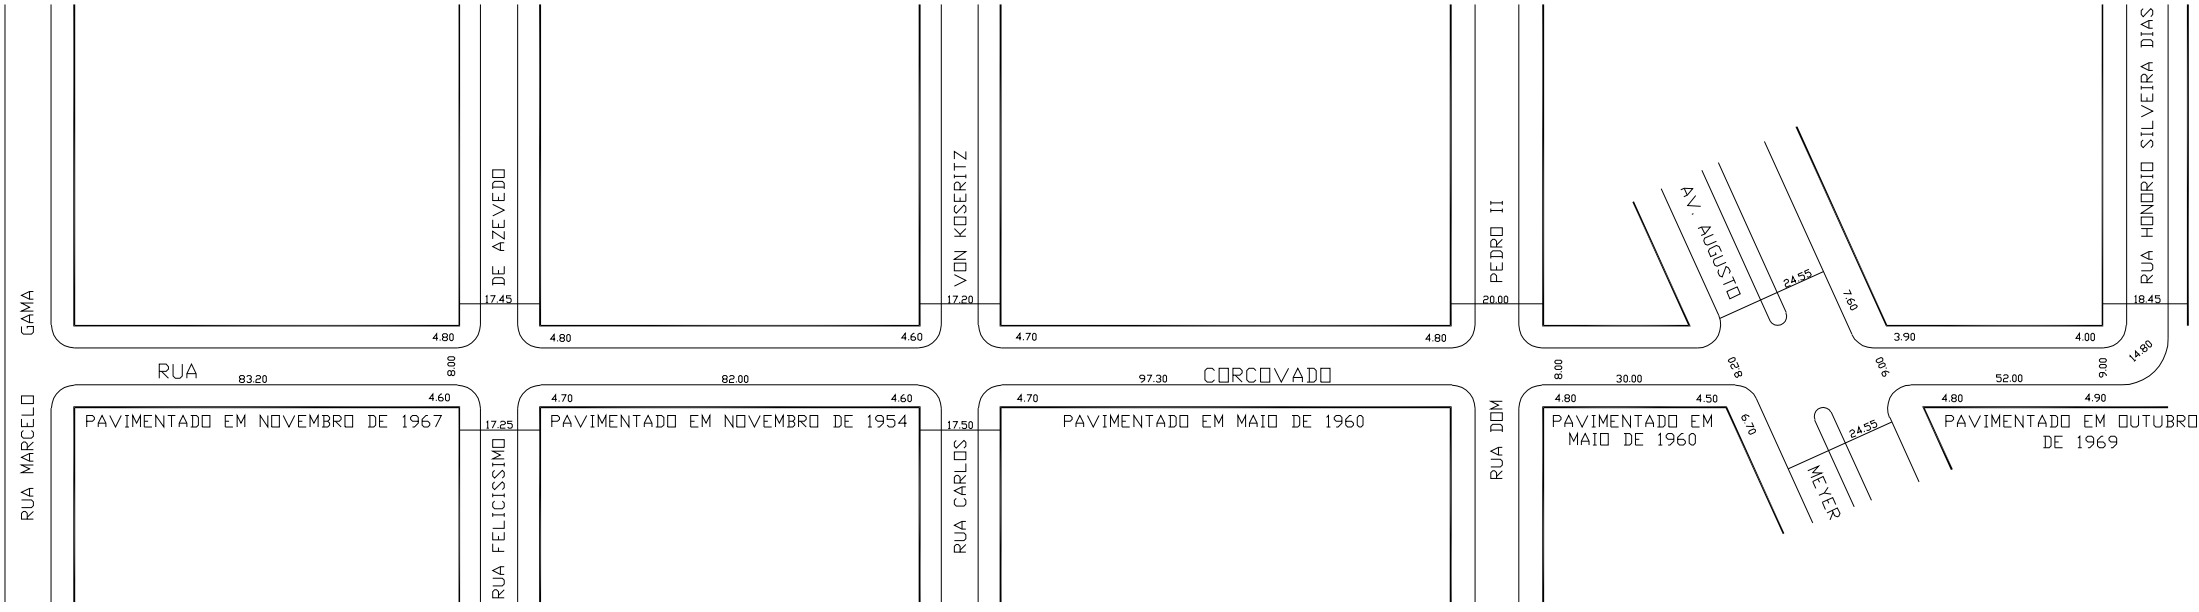 GAMA
RUA MARCELO
DE AZEVEDO
RUA FELICISSIMO
VON KOSERITZ
RUA CARLOS
PEDRO II
RUA DOM
AV. AUGUSTO
MEYER
RUA HONORIO SILVEIRA DIAS
17.45
17.20
20.00
24.55
7.60
18.45
4.80
4.80
4.60
4.70
4.80
3.90
4.00
14.80
RUA
83.20
8.00
82.00
97.30
CORCOVADO
8.00
30.00
8.20
9.00
52.00
9.00
4.60
4.70
4.60
4.70
4.80
4.50
6.70
4.80
4.90
PAVIMENTADO EM NOVEMBRO DE 1967
17.25
PAVIMENTADO EM NOVEMBRO DE 1954
17.50
PAVIMENTADO EM MAIO DE 1960
PAVIMENTADO EM
MAIO DE 1960
24.55
PAVIMENTADO EM OUTUBRO
DE 1969